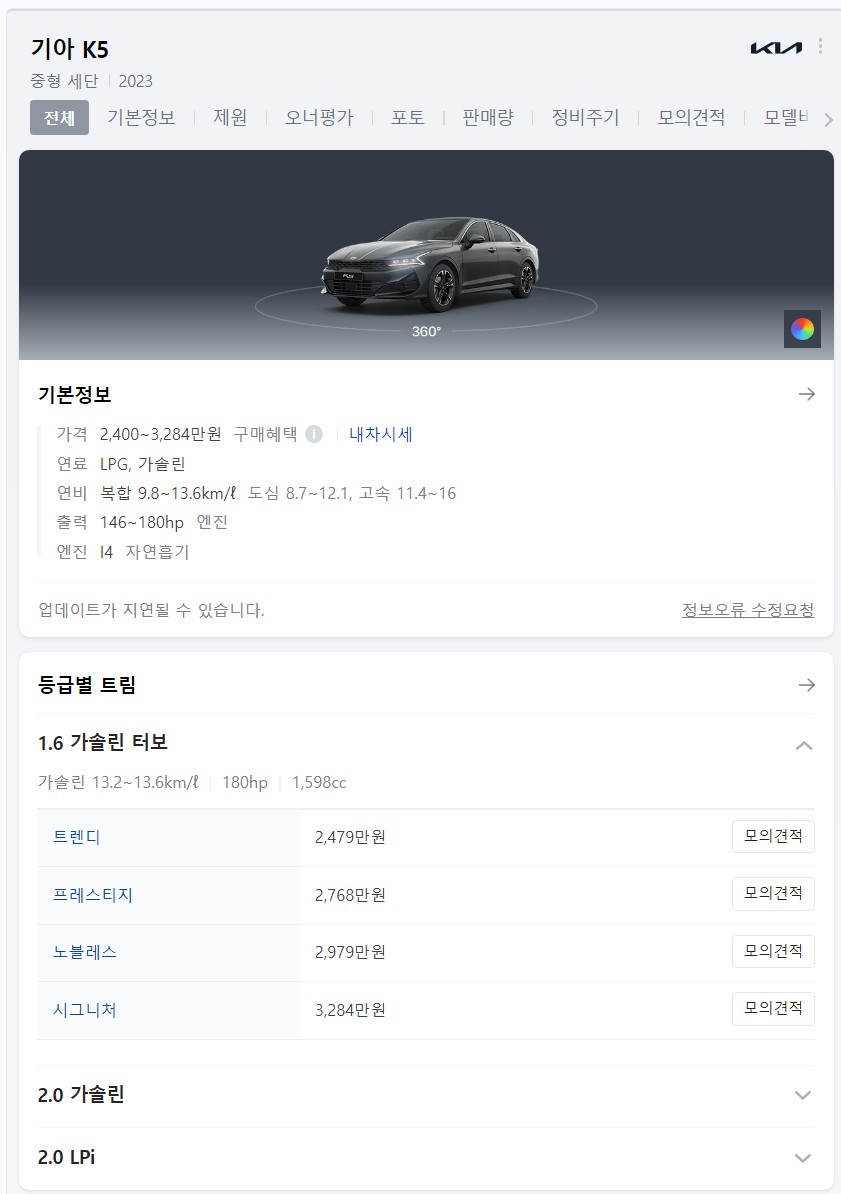 기아 K5
KIA
중형 세단 2023
전체 기본정보 제원 오너평가 포토 판매량 정비주기 모의견적
360°
기본정보
가격 2,400~3,284만원 구매혜택 내차시세
연료 LPG, 가솔린
연비 복합 9.8~13.6km/ℓ 도심 8.7~12.1, 고속 11.4~16
출력 146~180hp 엔진
엔진 I4 자연흡기
업데이트가 지연될 수 있습니다. 정보오류 수정요청
등급별 트림
1.6 가솔린 터보
가솔린 13.2~13.6km/ℓ 180hp 1,598cc
트렌디 2,479만원 모의견적
프레스티지 2,768만원 모의견적
노블레스 2,979만원 모의견적
시그니처 3,284만원 모의견적
2.0 가솔린
2.0 LPi